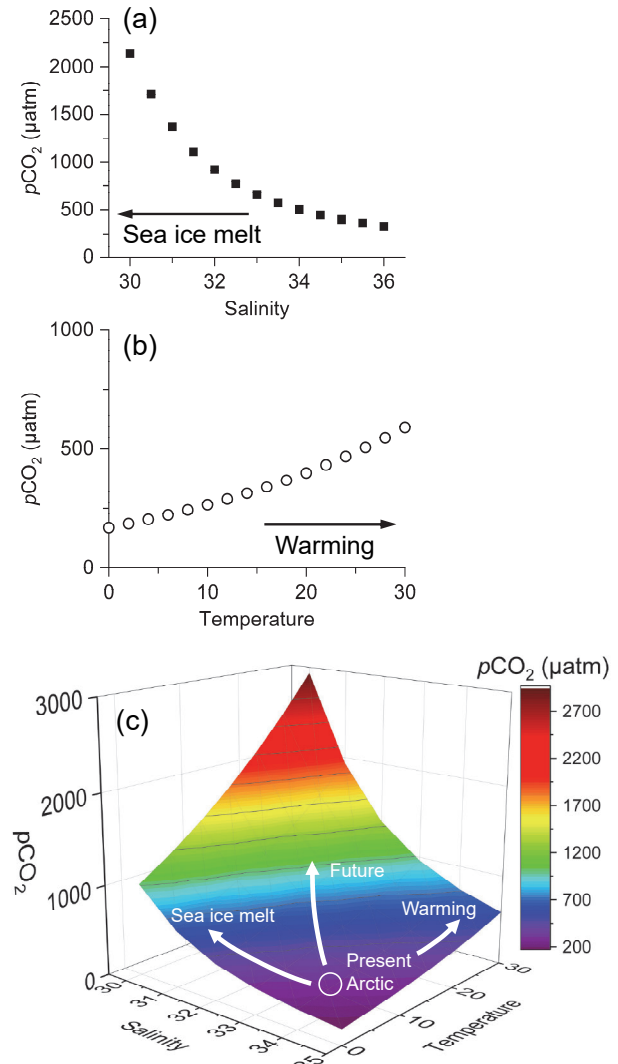 (a)
2500
2000
1500
1000
500
0
pCO₂ (µatm)
Sea ice melt
30 32 34 36
Salinity
(b)
1000
500
0
pCO₂ (µatm)
Warming
0 10 20 30
Temperature
(c)
pCO₂ (µatm)
2700
2200
1700
1200
700
200
3000
2000
1000
0
pCO₂
Future
Sea ice melt
Warming
Present
Arctic
30 31 32 33 34 35
Salinity
0 10 20 30
Temperature